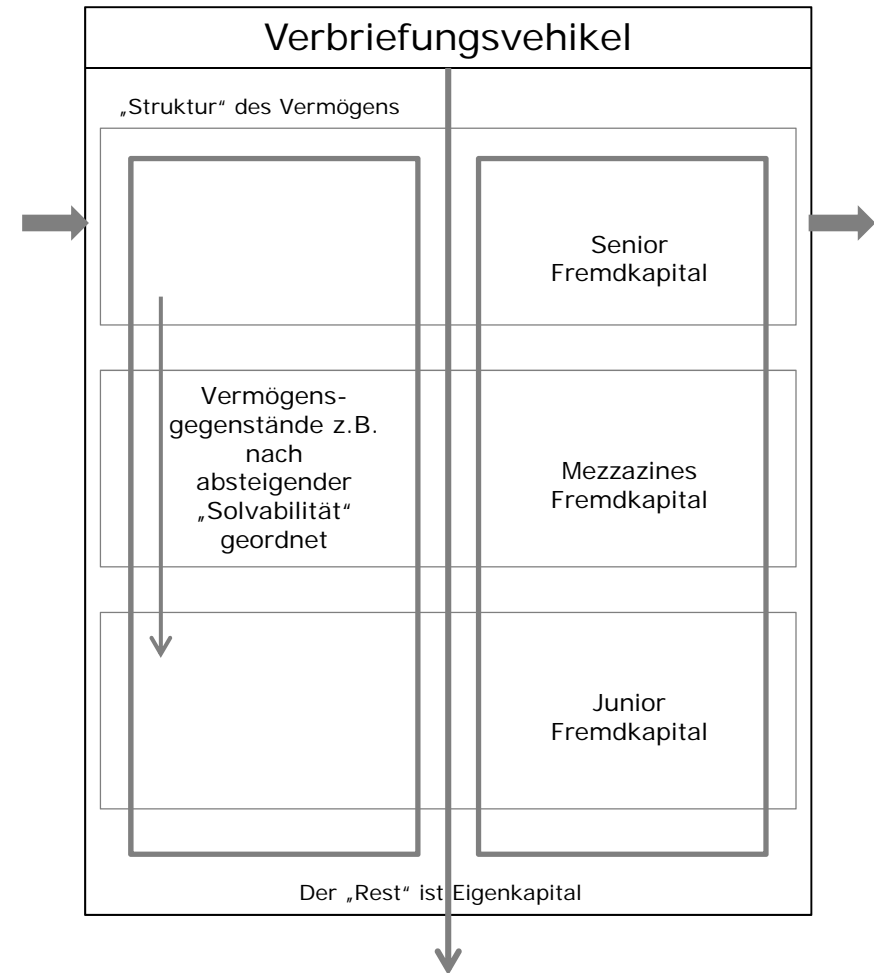 Verbriefungsvehikel
„Struktur“ des Vermögens
Senior
Fremdkapital
Vermögens-
gegenstände z.B.
nach
absteigender
„Solvabilität“
geordnet
Mezzazines
Fremdkapital
Junior
Fremdkapital
Der „Rest“ ist Eigenkapital